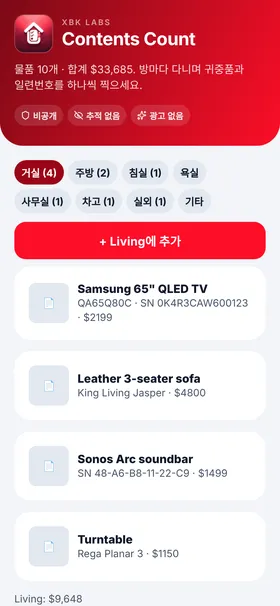 XBK LABS
Contents Count
물품 10개 · 합계 $33,685. 방마다 다니며 귀중품과
일련번호를 하나씩 찍으세요.
비공개
추적 없음
광고 없음
거실 (4)
주방 (2)
침실 (1)
욕실
사무실 (1)
차고 (1)
실외 (1)
기타
+ Living에 추가
Samsung 65" QLED TV
QA65Q80C · SN 0K4R3CAW600123
· $2199
Leather 3-seater sofa
King Living Jasper · $4800
Sonos Arc soundbar
SN 48-A6-B8-11-22-C9 · $1499
Turntable
Rega Planar 3 · $1150
Living: $9,648